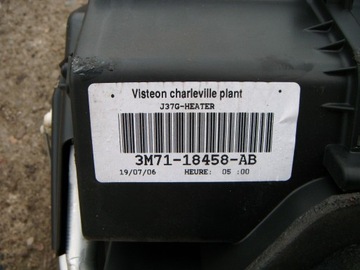 Visteon charleville plant
J37G-HEATER
3M71-18458-AB
19/07/06 HEURE: 05 :00